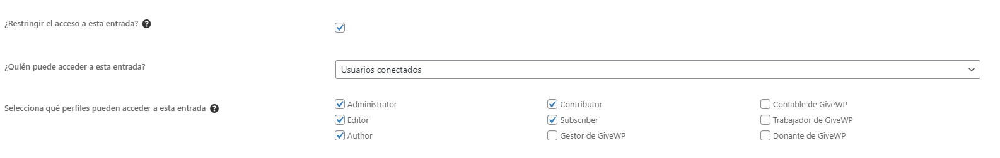 ¿Restringir el acceso a esta entrada? ?
¿Quién puede acceder a esta entrada?
Usuarios conectados
Selecciona qué perfiles pueden acceder a esta entrada ?
Administrator
Contributor
Contable de GiveWP
Editor
Subscriber
Trabajador de GiveWP
Author
Gestor de GiveWP
Donante de GiveWP